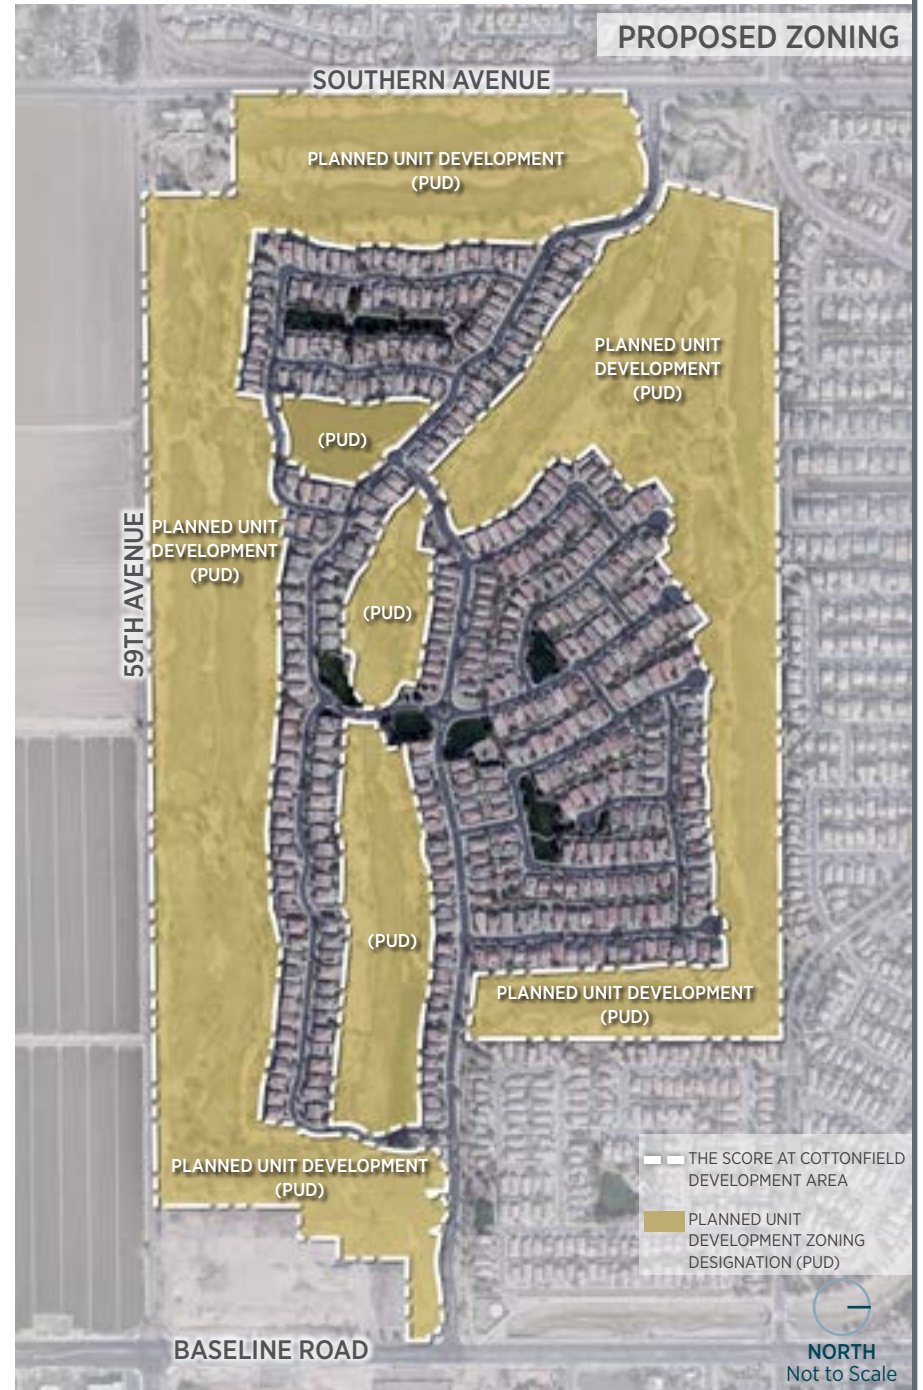 PROPOSED ZONING
SOUTHERN AVENUE
PLANNED UNIT DEVELOPMENT
(PUD)
PLANNED UNIT
DEVELOPMENT
(PUD)
(PUD)
59TH AVENUE
PLANNED UNIT
DEVELOPMENT
(PUD)
(PUD)
(PUD)
PLANNED UNIT DEVELOPMENT
(PUD)
PLANNED UNIT DEVELOPMENT
(PUD)
THE SCORE AT COTTONFIELD
DEVELOPMENT AREA
PLANNED UNIT
DEVELOPMENT ZONING
DESIGNATION (PUD)
BASELINE ROAD
NORTH
Not to Scale